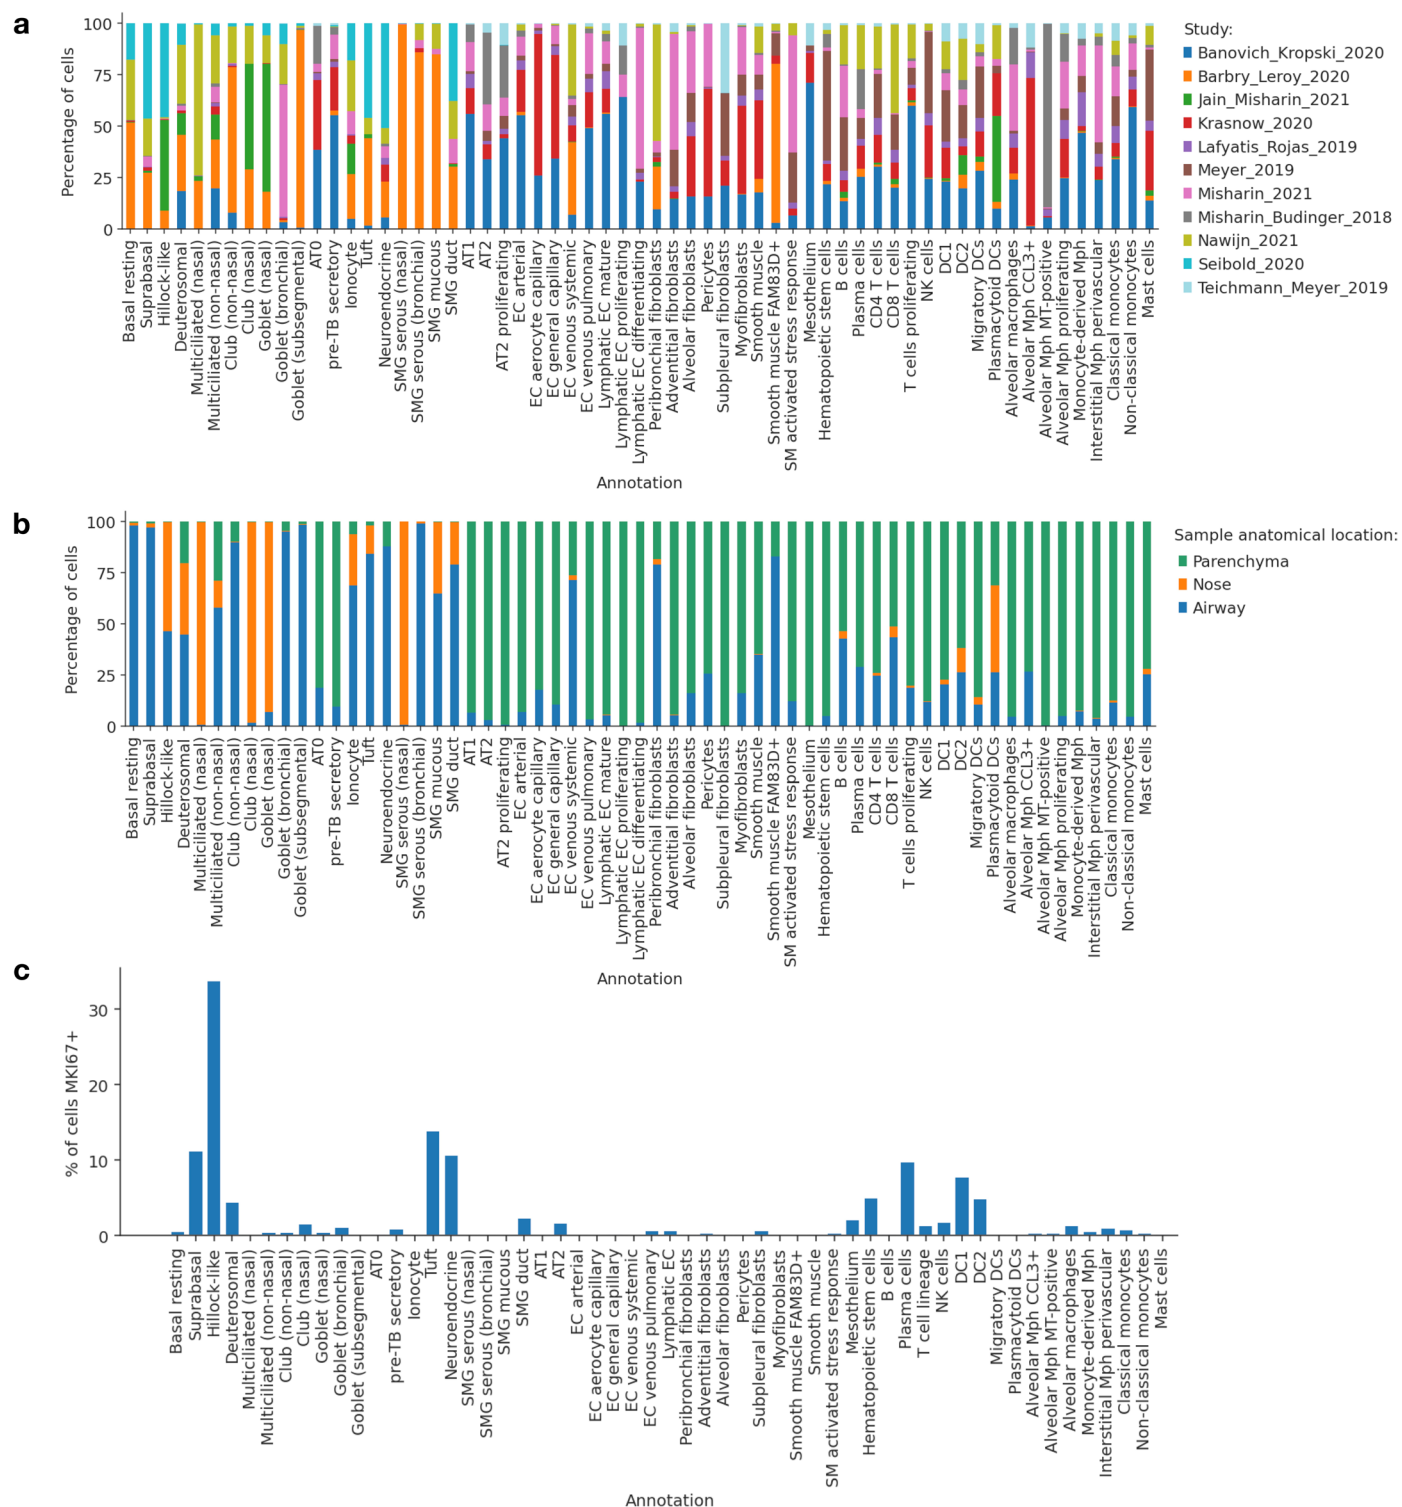 a
Percentage of cells
100
75
50
25
0
Basal resting
Suprabasal
Hillock-like
Deuterosomal
Multiciliated (nasal)
Multiciliated (non-nasal)
Club (non-nasal)
Club (nasal)
Goblet (nasal)
Goblet (bronchial)
Goblet (subsegmental)
AT0
pre-TB secretory
Ionocyte
Tuft
Neuroendocrine
SMG serous (nasal)
SMG serous (bronchial)
SMG mucous
SMG duct
AT1
AT2
AT2 proliferating
EC arterial
EC aerocyte capillary
EC general capillary
EC venous systemic
EC venous pulmonary
Lymphatic EC mature
Lymphatic EC proliferating
Lymphatic EC differentiating
Peribronchial fibroblasts
Adventitial fibroblasts
Alveolar fibroblasts
Pericytes
Subpleural fibroblasts
Myofibroblasts
Smooth muscle
Smooth muscle FAM83D+
SM activated stress response
Mesothelium
Hematopoietic stem cells
B cells
Plasma cells
CD4 T cells
CD8 T cells
T cells proliferating
NK cells
DC1
DC2
Migratory DCs
Plasmacytoid DCs
Alveolar macrophages
Alveolar Mph CCL3+
Alveolar Mph MT-positive
Alveolar Mph proliferating
Monocyte-derived Mph
Interstitial Mph perivascular
Classical monocytes
Non-classical monocytes
Mast cells
Annotation
Study:
Banovich_Kropski_2020
Barbry_Leroy_2020
Jain_Misharin_2021
Krasnow_2020
Lafyatis_Rojas_2019
Meyer_2019
Misharin_2021
Misharin_Budinger_2018
Nawijn_2021
Seibold_2020
Teichmann_Meyer_2019
b
Percentage of cells
100
75
50
25
0
Basal resting
Suprabasal
Hillock-like
Deuterosomal
Multiciliated (nasal)
Multiciliated (non-nasal)
Club (non-nasal)
Club (nasal)
Goblet (nasal)
Goblet (bronchial)
Goblet (subsegmental)
AT0
pre-TB secretory
Ionocyte
Tuft
Neuroendocrine
SMG serous (nasal)
SMG serous (bronchial)
SMG mucous
SMG duct
AT1
AT2
AT2 proliferating
EC arterial
EC aerocyte capillary
EC general capillary
EC venous systemic
EC venous pulmonary
Lymphatic EC mature
Lymphatic EC proliferating
Lymphatic EC differentiating
Peribronchial fibroblasts
Adventitial fibroblasts
Alveolar fibroblasts
Pericytes
Subpleural fibroblasts
Myofibroblasts
Smooth muscle
Smooth muscle FAM83D+
SM activated stress response
Mesothelium
Hematopoietic stem cells
B cells
Plasma cells
CD4 T cells
CD8 T cells
T cells proliferating
NK cells
DC1
DC2
Migratory DCs
Plasmacytoid DCs
Alveolar macrophages
Alveolar Mph CCL3+
Alveolar Mph MT-positive
Alveolar Mph proliferating
Monocyte-derived Mph
Interstitial Mph perivascular
Classical monocytes
Non-classical monocytes
Mast cells
Annotation
Sample anatomical location:
Parenchyma
Nose
Airway
c
% of cells MKI67+
30
20
10
0
Basal resting
Suprabasal
Hillock-like
Deuterosomal
Multiciliated (nasal)
Multiciliated (non-nasal)
Club (non-nasal)
Club (nasal)
Goblet (nasal)
Goblet (bronchial)
Goblet (subsegmental)
AT0
pre-TB secretory
Ionocyte
Tuft
Neuroendocrine
SMG serous (nasal)
SMG serous (bronchial)
SMG mucous
SMG duct
AT1
AT2
EC arterial
EC aerocyte capillary
EC general capillary
EC venous systemic
EC venous pulmonary
Lymphatic EC
Peribronchial fibroblasts
Adventitial fibroblasts
Alveolar fibroblasts
Pericytes
Subpleural fibroblasts
Myofibroblasts
Smooth muscle FAM83D+
Smooth muscle
SM activated stress response
Mesothelium
Hematopoietic stem cells
B cells
Plasma cells
T cell lineage
NK cells
DC1
DC2
Migratory DCs
Plasmacytoid DCs
Alveolar Mph CCL3+
Alveolar Mph MT-positive
Alveolar macrophages
Monocyte-derived Mph
Interstitial Mph perivascular
Classical monocytes
Non-classical monocytes
Mast cells
Annotation